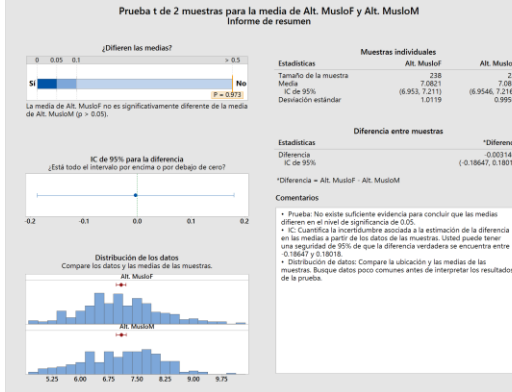 Prueba t de 2 muestras para la media de Alt. MusloF y Alt. MusloM
Informe de resumen
¿Difieren las medias?
0 0.05 0.1 > 0.5
Sí No
P = 0.973
La media de Alt. MusloF no es significativamente diferente de la media
de Alt. MusloM (p > 0.05).
IC de 95% para la diferencia
¿Está todo el intervalo por encima o por debajo de cero?
-0.2 -0.1 0.0 0.1 0.2
Distribución de los datos
Compare los datos y las medias de las muestras.
Alt. MusloF
Alt. MusloM
5.25 6.00 6.75 7.50 8.25 9.00 9.75
Muestras individuales
Estadísticas Alt. MusloF Alt. Muslo
Tamaño de la muestra 238 2
Media 7.0821 7.08
IC de 95% (6.953, 7.211) (6.9546, 7.216
Desviación estándar 1.0119 0.995
Diferencia entre muestras
Estadísticas *Diferenc
Diferencia -0.00314
IC de 95% (-0.18647, 0.1801
*Diferencia = Alt. MusloF - Alt. MusloM
Comentarios
• Prueba: No existe suficiente evidencia para concluir que las medias
difieren en el nivel de significancia de 0.05.
• IC: Cuantifica la incertidumbre asociada a la estimación de la diferencia
en las medias a partir de los datos de las muestras. Usted puede tener
una seguridad de 95% de que la diferencia verdadera se encuentra entre
-0.18647 y 0.18018.
• Distribución de datos: Compare la ubicación y las medias de las
muestras. Busque datos poco comunes antes de interpretar los resultados
de la prueba.